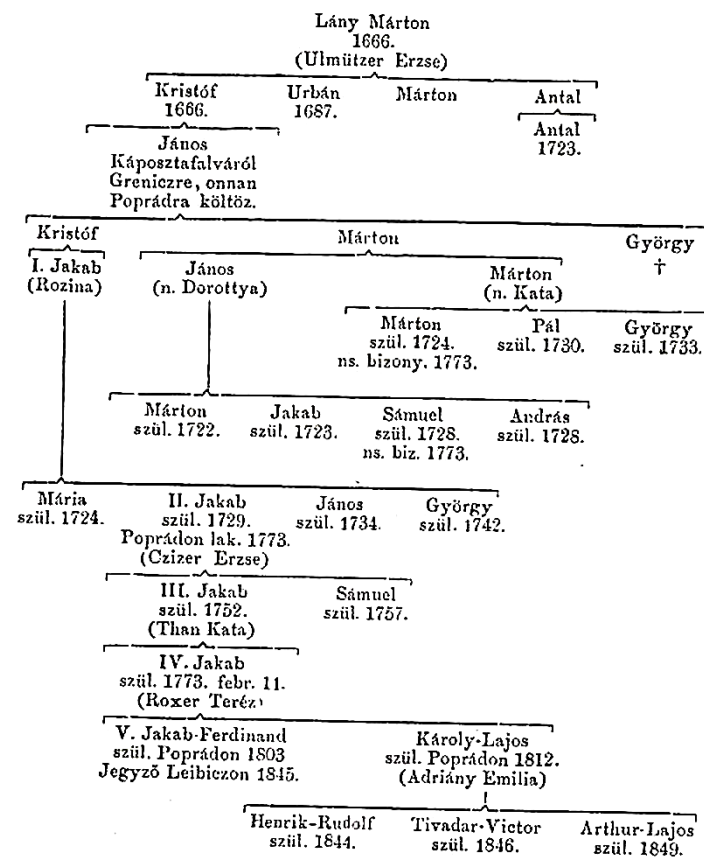 Lány Márton
1666.
(Ulmützer Erzse)
Kristóf Urbán Márton Antal
1666. 1687. Antal
1723.
János
Káposztafalváról
Greniczre, onnan
Poprádra költöz.
Kristóf Márton György
†
I. Jakab János Márton
(Rozina) (n. Dorottya) (n. Kata)
Márton Pál György
szül. 1724. szül. 1730. szül. 1733.
ns. bizony. 1773.
Márton Jakab Sámuel András
szül. 1722. szül. 1723. szül. 1728. szül. 1728.
ns. biz. 1773.
Mária II. Jakab János György
szül. 1724. szül. 1729. szül. 1734. szül. 1742.
Poprádon lak. 1773.
(Czizer Erzse)
III. Jakab Sámuel
szül. 1752. szül. 1757.
(Than Kata)
IV. Jakab
szül. 1773. febr. 11.
(Roxer Teréz)
V. Jakab-Ferdinand Károly-Lajos
szül. Poprádon 1803 szül. Poprádon 1812.
Jegyző Leibiczon 1845. (Adriány Emilia)
Henrik-Rudolf Tivadar-Victor Arthur-Lajos
szül. 1844. szül. 1846. szül. 1849.